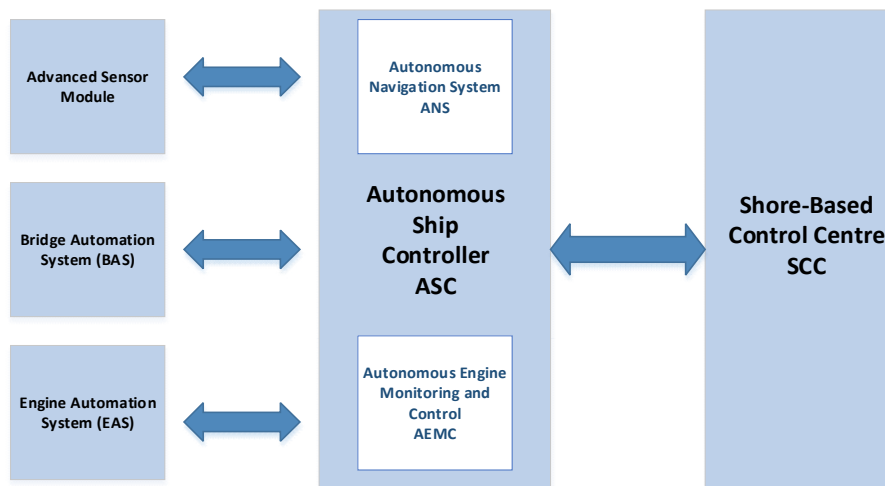 Advanced Sensor
Module
Autonomous
Navigation System
ANS
Bridge Automation
System (BAS)
Autonomous
Ship
Controller
ASC
Shore-Based
Control Centre
SCC
Engine Automation
System (EAS)
Autonomous Engine
Monitoring and
Control
AEMC